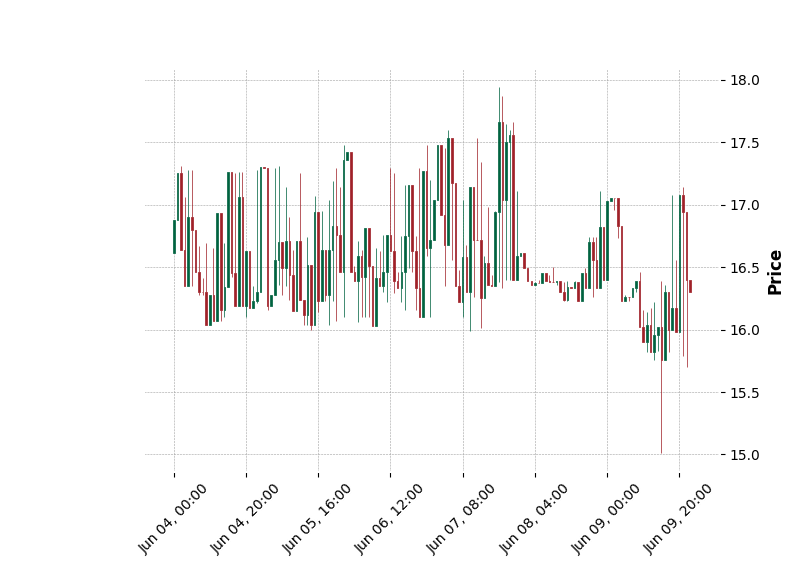 18.0
17.5
17.0
16.5
16.0
15.5
15.0
Price
Jun 04, 00:00
Jun 04, 20:00
Jun 05, 16:00
Jun 06, 12:00
Jun 07, 08:00
Jun 08, 04:00
Jun 09, 00:00
Jun 09, 20:00